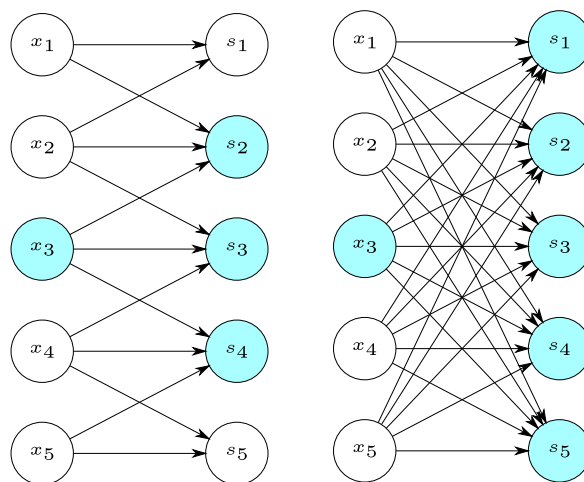 x₁ s₁ x₁ s₁
x₂ s₂ x₂ s₂
x₃ s₃ x₃ s₃
x₄ s₄ x₄ s₄
x₅ s₅ x₅ s₅